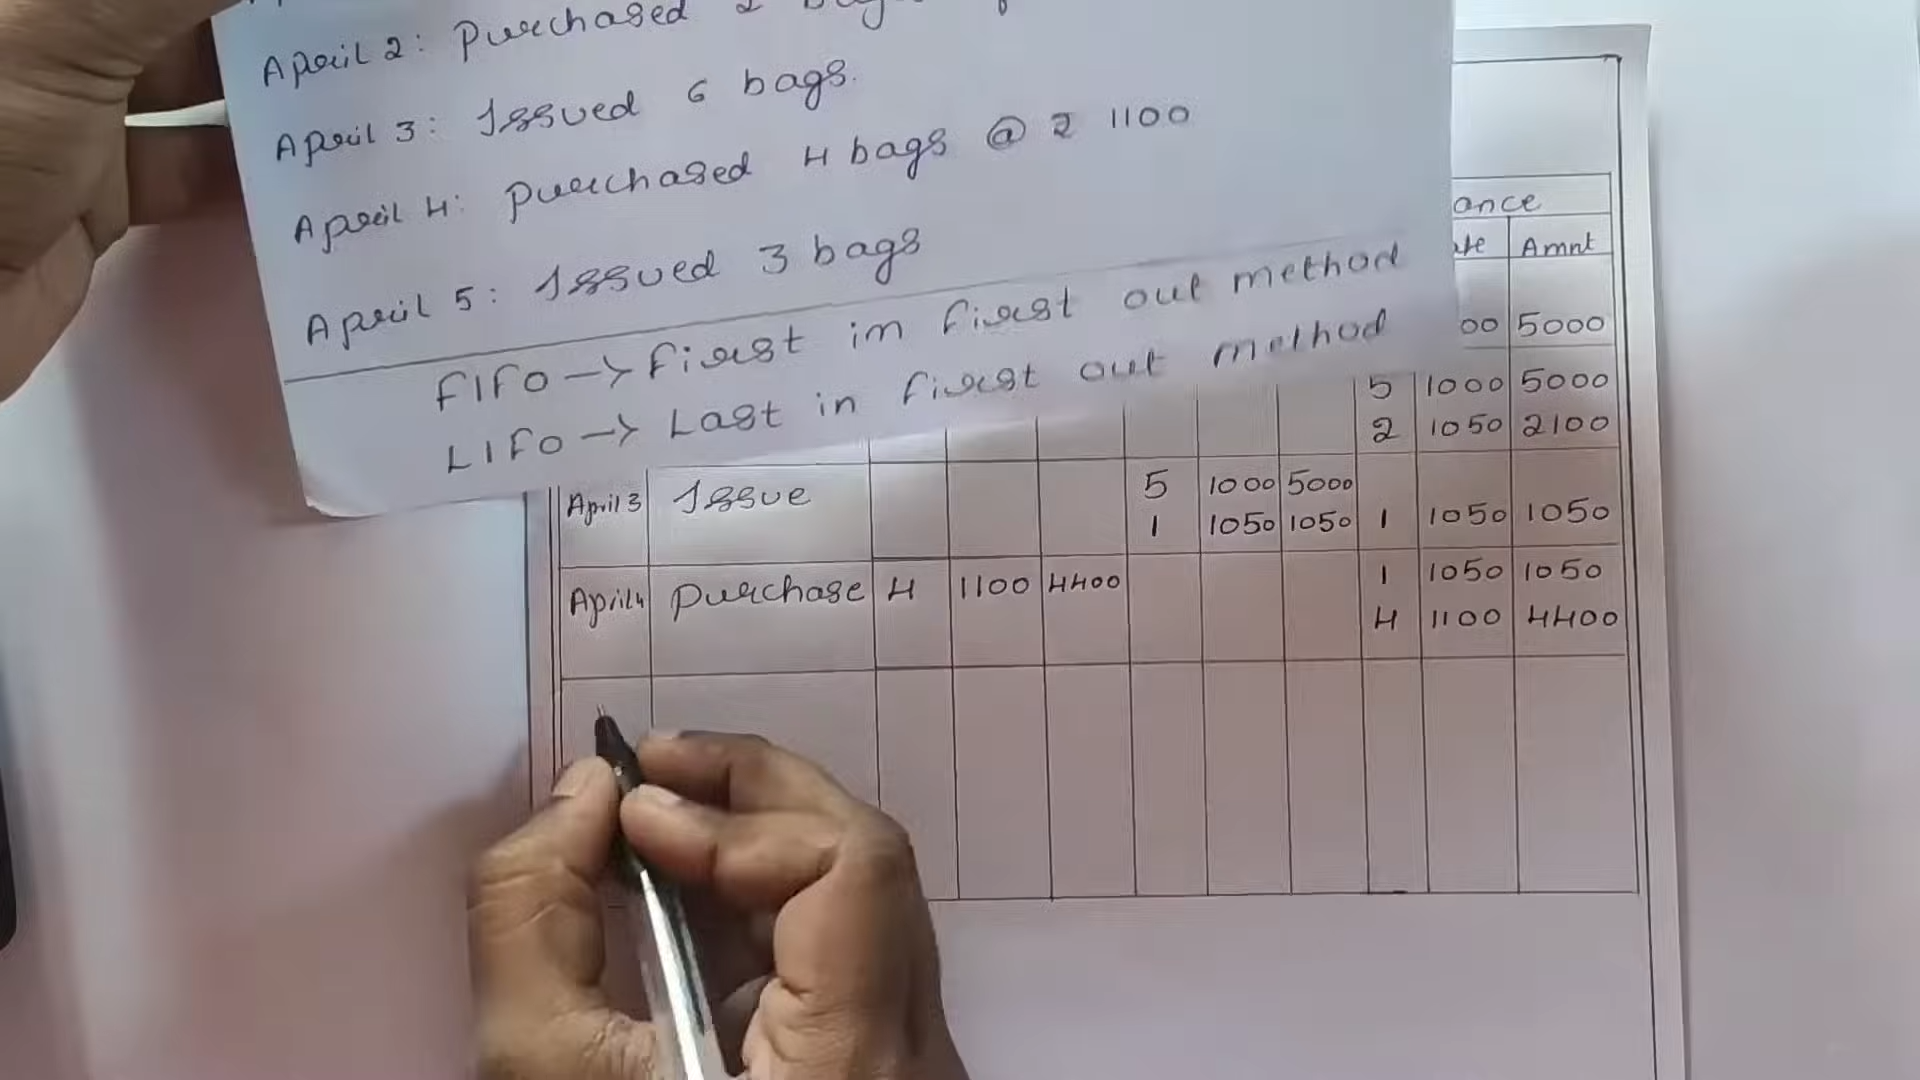 April 2: Purchased 2
April 3: Issued 6 bags.
April 4: purchased 4 bags @ ₹ 1100
April 5: Issued 3 bags
FIFO → First in first out method
LIFO → Last in first out method
ance
Amnt
00 5000
5 1000 5000
2 1050 2100
April 3 Issue 5 1000 5000
1 1050 1050 1 1050 1050
April 4 purchase 4 1100 4400 1 1050 1050
4 1100 4400